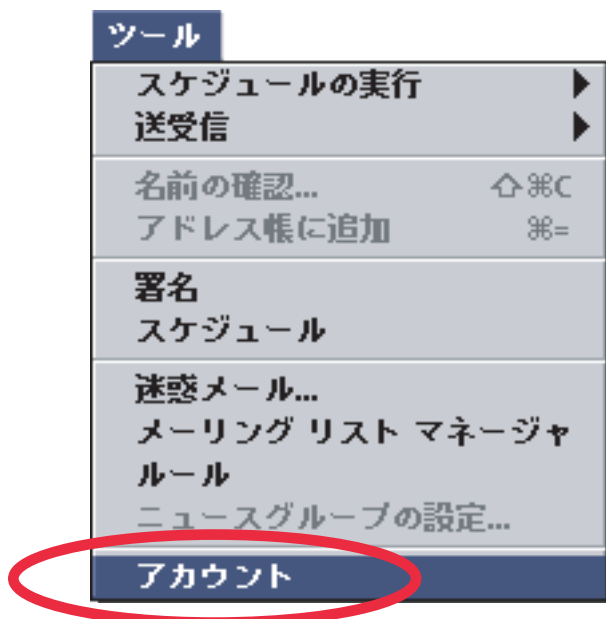 ツール
スケジュールの実行
送受信
名前の確認... ⇧⌘C
アドレス帳に追加 ⌘=
署名
スケジュール
迷惑メール...
メーリング リスト マネージャ
ルール
ニュースグループの設定...
アカウント